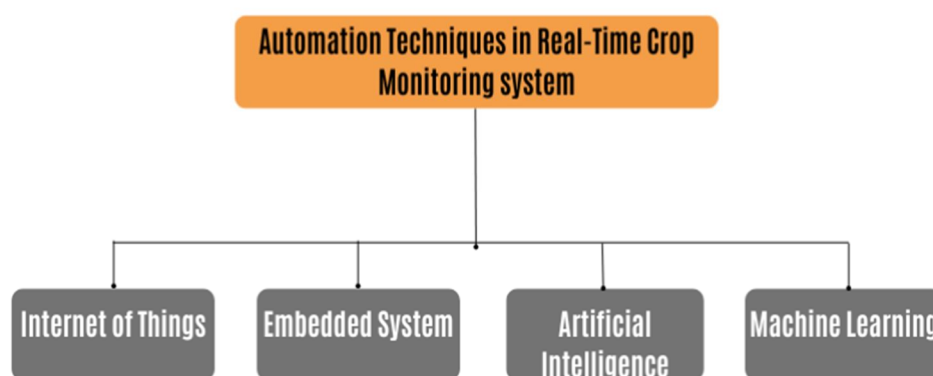 Automation Techniques in Real-Time Crop
Monitoring system
Internet of Things
Embedded System
Artificial
Intelligence
Machine Learning